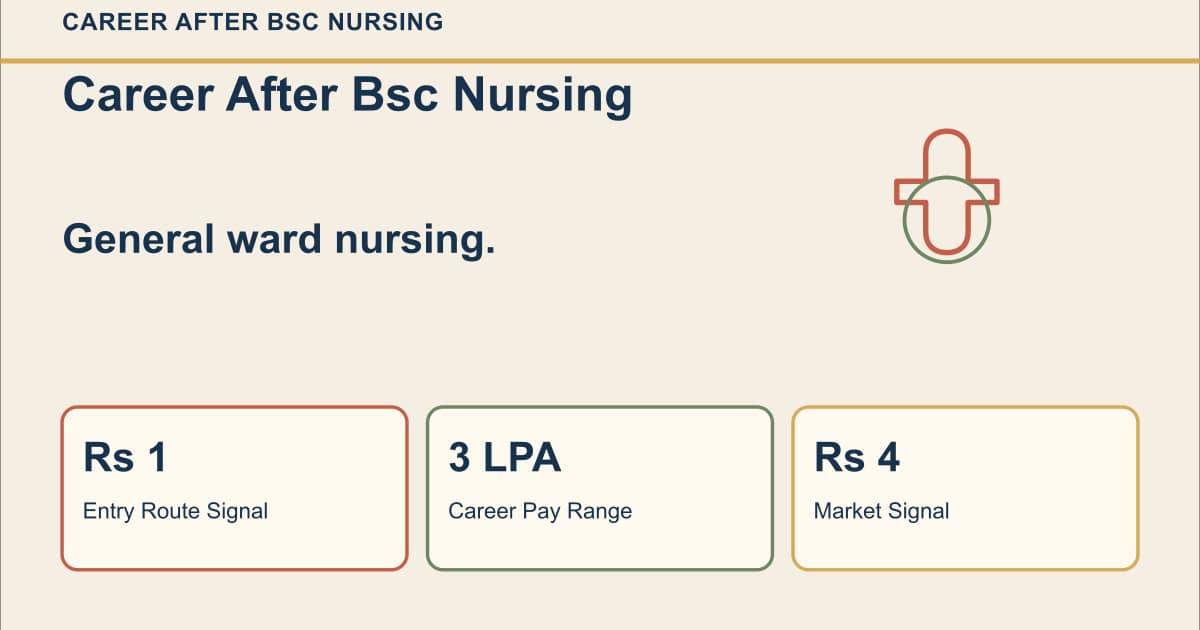 CAREER AFTER BSC NURSING
Career After Bsc Nursing
General ward nursing.
Rs 1
Entry Route Signal
3 LPA
Career Pay Range
Rs 4
Market Signal